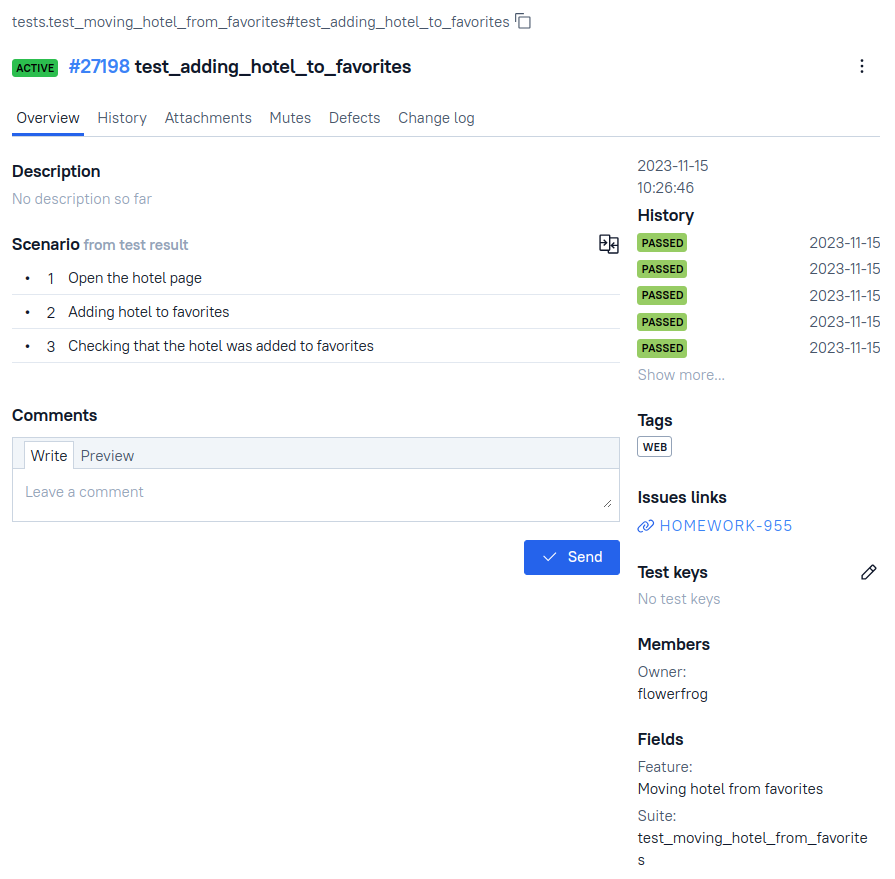 tests.test_moving_hotel_from_favorites#test_adding_hotel_to_favorites
ACTIVE #27198 test_adding_hotel_to_favorites
Overview History Attachments Mutes Defects Change log
Description
No description so far
Scenario from test result
• 1 Open the hotel page
• 2 Adding hotel to favorites
• 3 Checking that the hotel was added to favorites
Comments
Write Preview
Leave a comment
Send
2023-11-15
10:26:46
History
PASSED 2023-11-15
PASSED 2023-11-15
PASSED 2023-11-15
PASSED 2023-11-15
PASSED 2023-11-15
Show more...
Tags
WEB
Issues links
HOMEWORK-955
Test keys
No test keys
Members
Owner:
flowerfrog
Fields
Feature:
Moving hotel from favorites
Suite:
test_moving_hotel_from_favorite
s